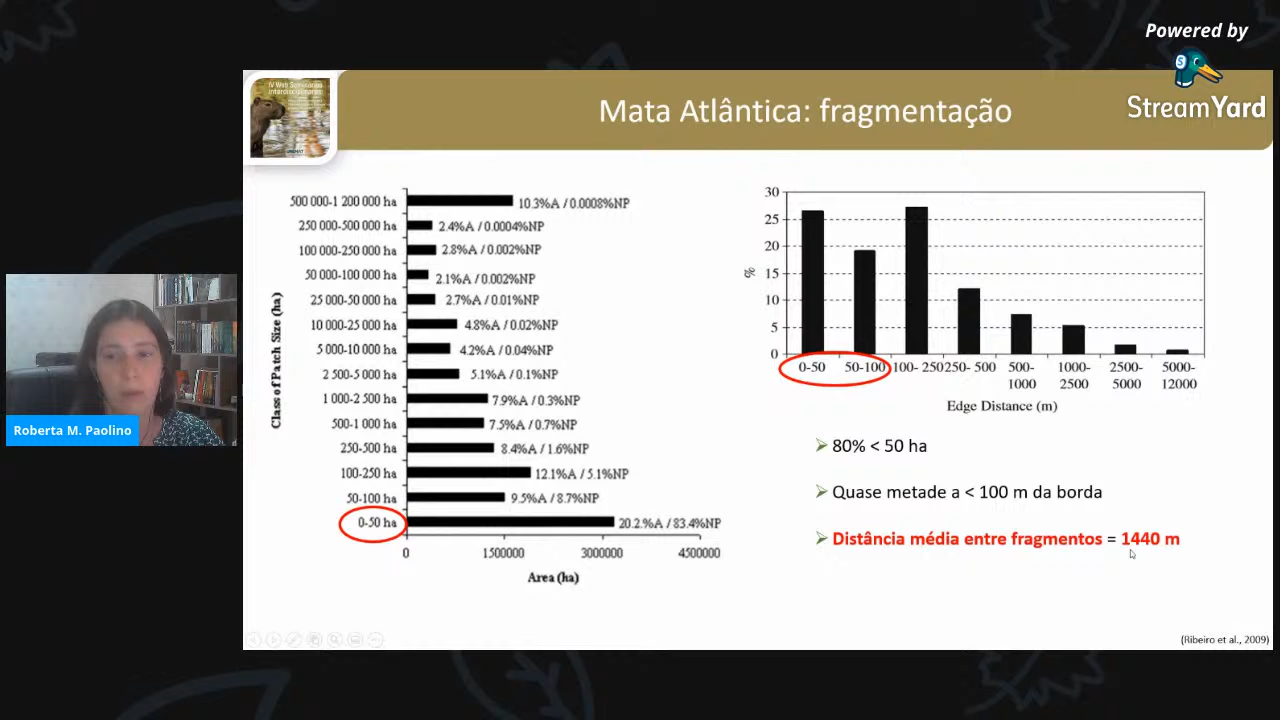 Powered by
StreamYard
IV Web Seminários
Interdisciplinares
Mata Atlântica: fragmentação
Class of Patch Size (ha)
500 000-1 200 000 ha
10.3%A / 0.0008%NP
250 000-500 000 ha
2.4%A / 0.0004%NP
100 000-250 000 ha
2.8%A / 0.002%NP
50 000-100 000 ha
2.1%A / 0.002%NP
25 000-50 000 ha
2.7%A / 0.01%NP
10 000-25 000 ha
4.8%A / 0.02%NP
5 000-10 000 ha
4.2%A / 0.04%NP
2 500-5 000 ha
5.1%A / 0.1%NP
1 000-2 500 ha
7.9%A / 0.3%NP
500-1 000 ha
7.5%A / 0.7%NP
250-500 ha
8.4%A / 1.6%NP
100-250 ha
12.1%A / 5.1%NP
50-100 ha
9.5%A / 8.7%NP
0-50 ha
20.2.%A / 83.4%NP
0 1500000 3000000 4500000
Area (ha)
%
30
25
20
15
10
5
0
0-50 50-100 100- 250 250- 500 500-1000 1000-2500 2500-5000 5000-12000
Edge Distance (m)
80% < 50 ha
Quase metade a < 100 m da borda
Distância média entre fragmentos = 1440 m
(Ribeiro et al., 2009)
Roberta M. Paolino